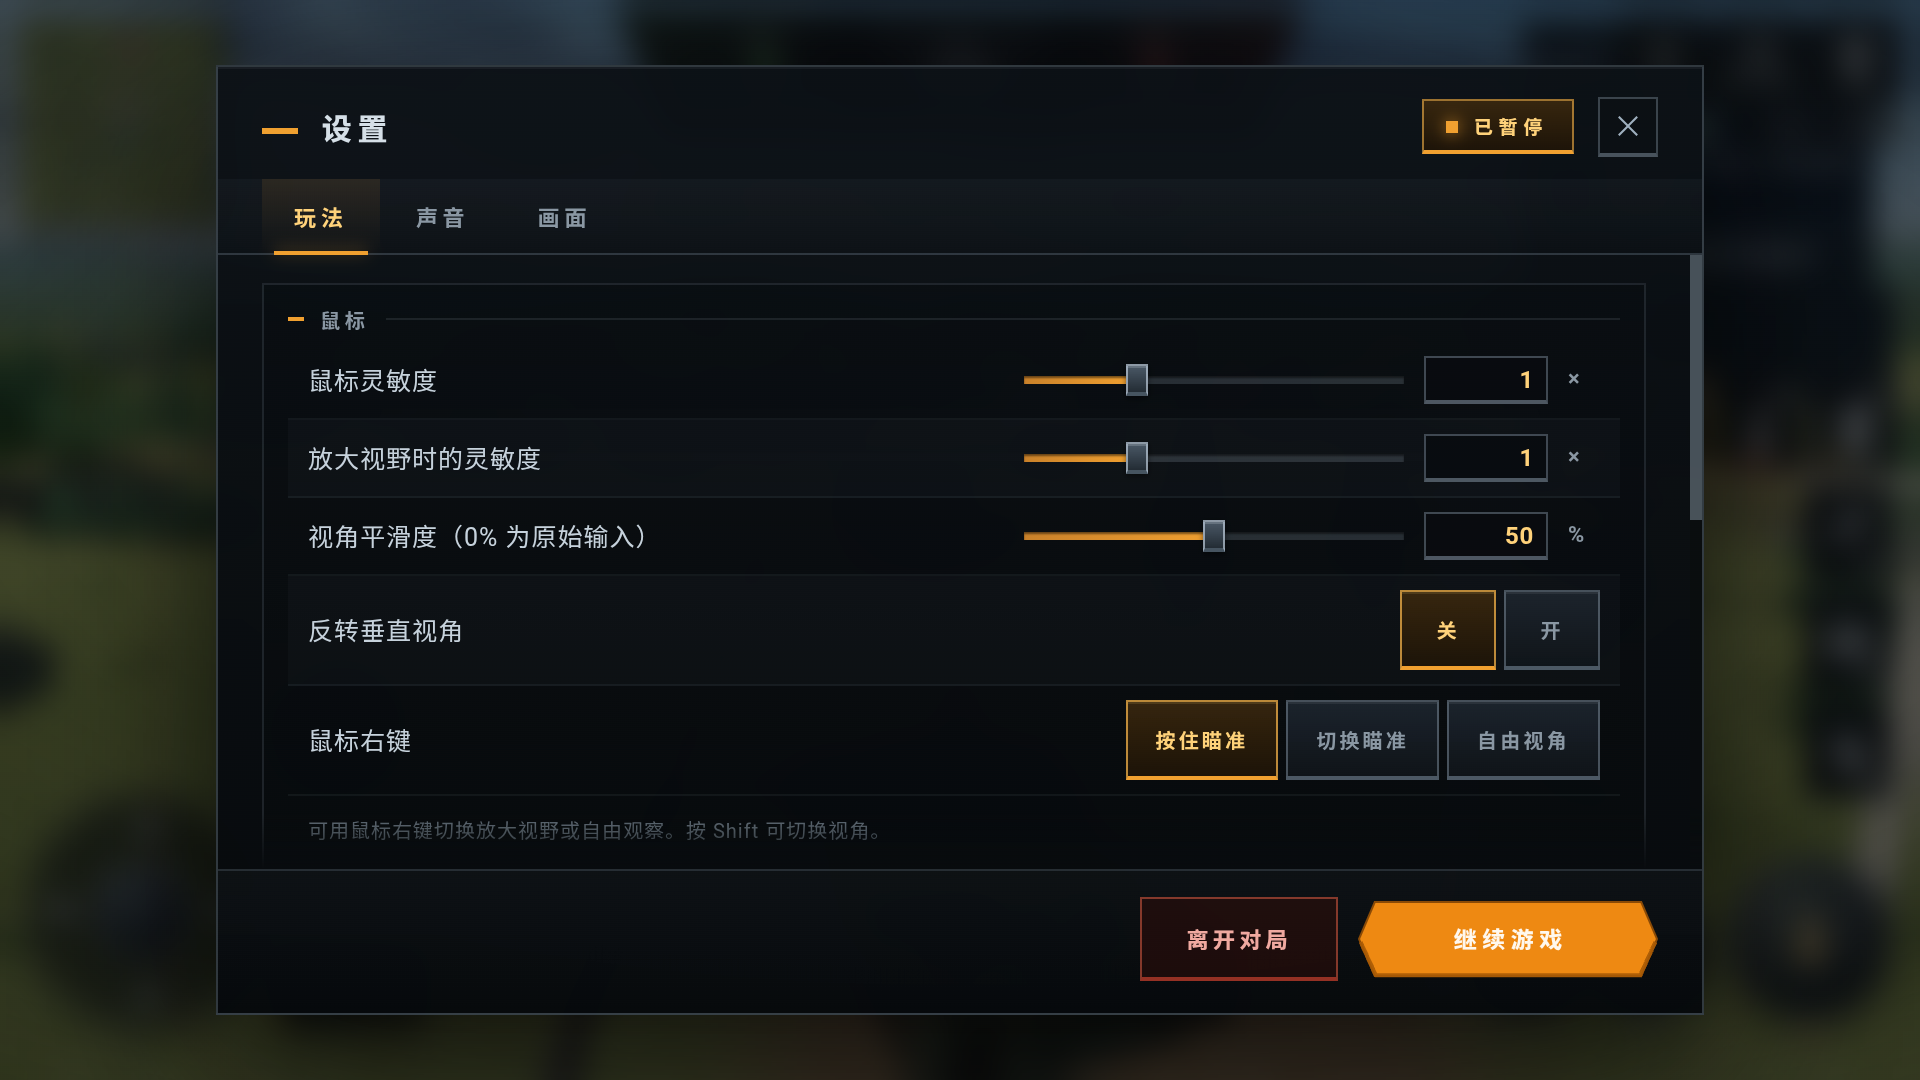 设置
已暂停
玩法 声音 画面
鼠标
鼠标灵敏度 1 ×
放大视野时的灵敏度 1 ×
视角平滑度（0% 为原始输入） 50 %
反转垂直视角 关 开
鼠标右键 按住瞄准 切换瞄准 自由视角
可用鼠标右键切换放大视野或自由观察。按 Shift 可切换视角。
离开对局 继续游戏